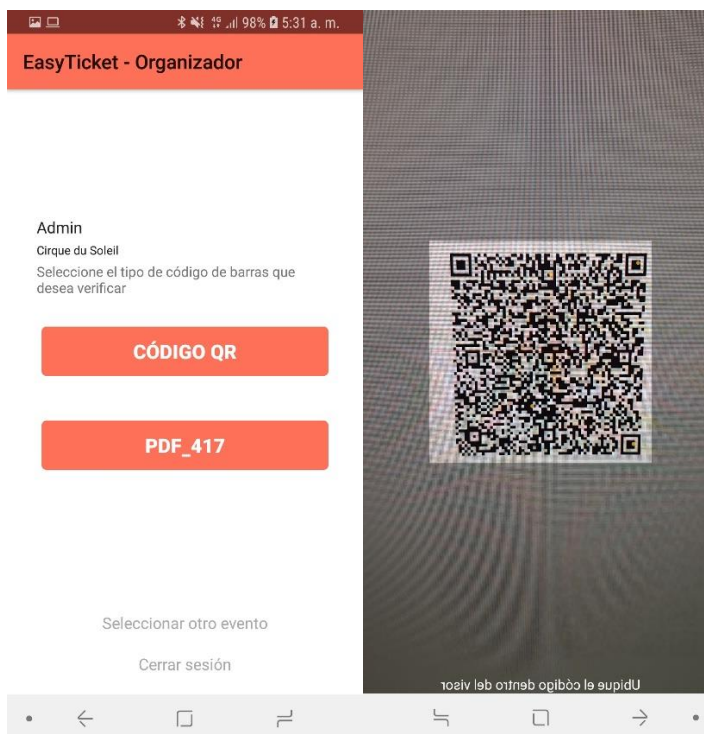 5:31 a. m.
98%
EasyTicket - Organizador
Admin
Cirque du Soleil
Seleccione el tipo de código de barras que
desea verificar
CÓDIGO QR
PDF_417
Seleccionar otro evento
Cerrar sesión
Ubique el código dentro del visor